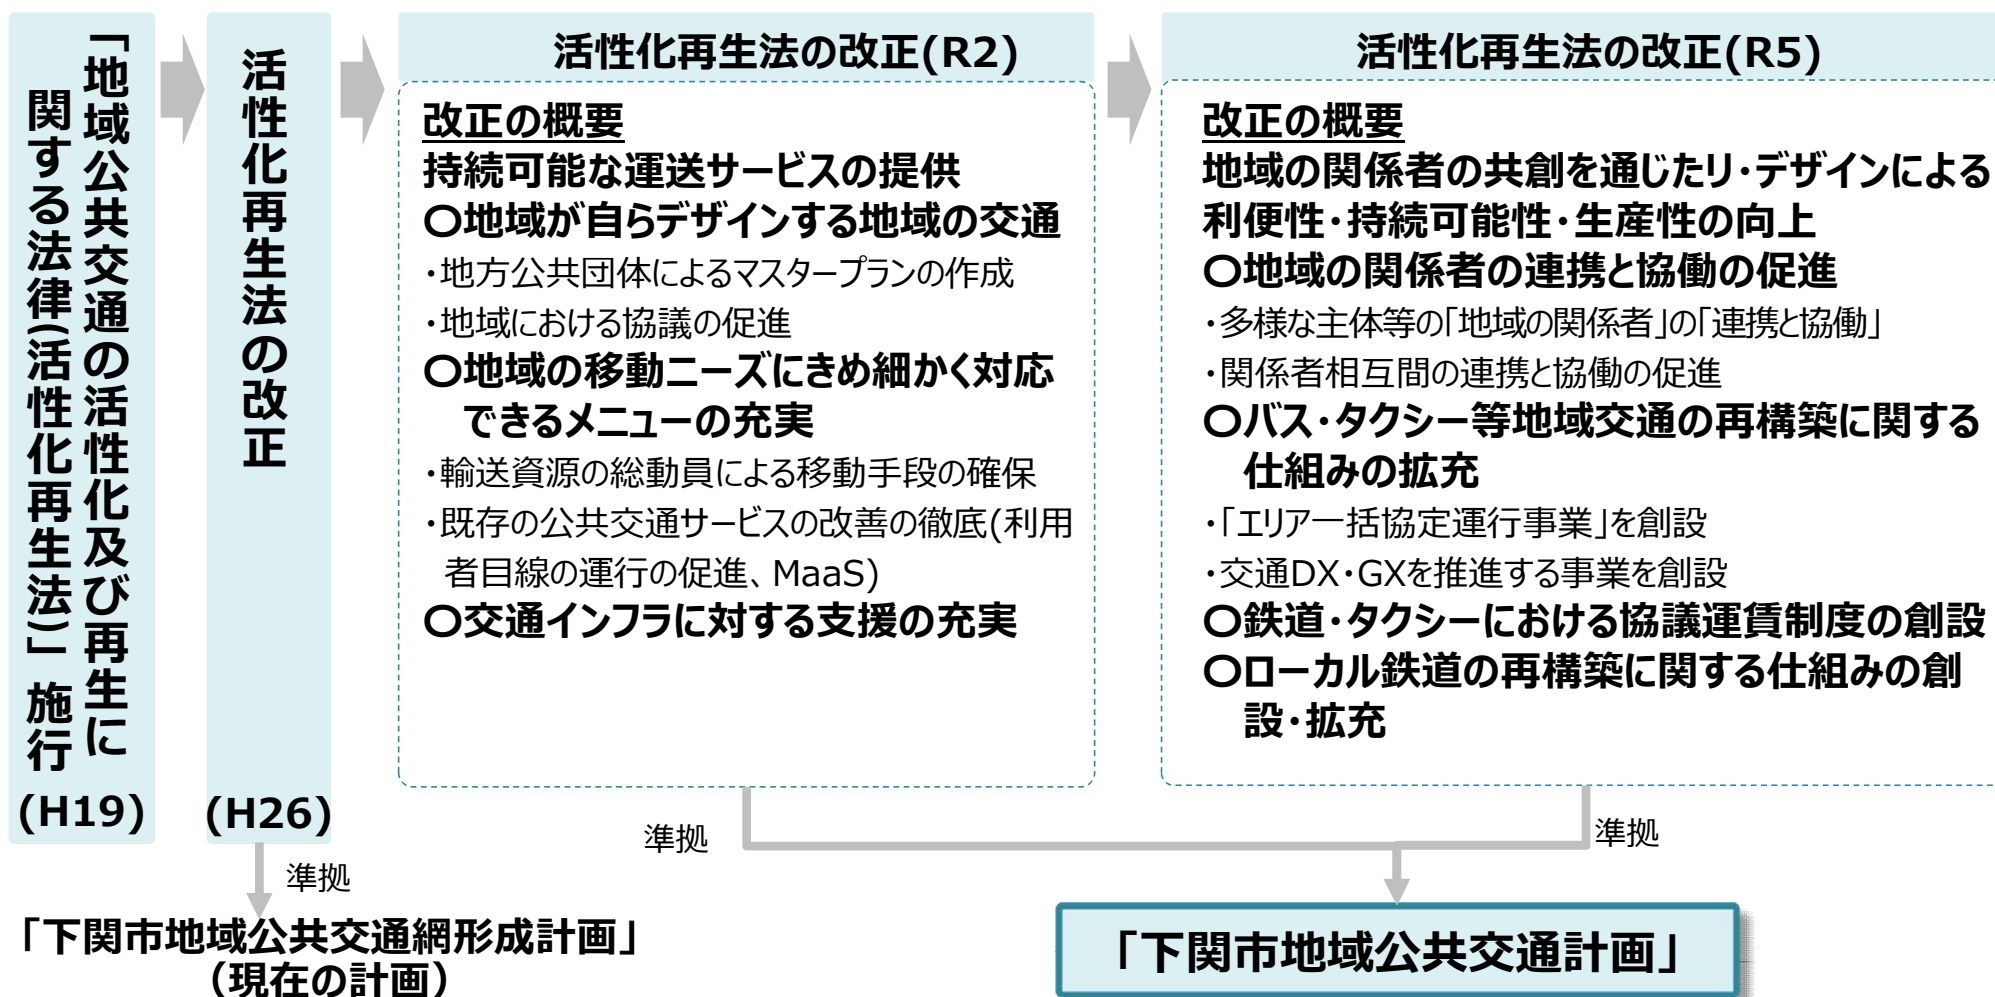 「地域公共交通の活性化及び再生に
関する法律(活性化再生法)」施行
(H19)
活性化再生法の改正
(H26)
準拠
「下関市地域公共交通網形成計画」
（現在の計画）
活性化再生法の改正(R2)
改正の概要
持続可能な運送サービスの提供
〇地域が自らデザインする地域の交通
・地方公共団体によるマスタープランの作成
・地域における協議の促進
〇地域の移動ニーズにきめ細かく対応
できるメニューの充実
・輸送資源の総動員による移動手段の確保
・既存の公共交通サービスの改善の徹底(利用
者目線の運行の促進、MaaS)
〇交通インフラに対する支援の充実
準拠
活性化再生法の改正(R5)
改正の概要
地域の関係者の共創を通じたリ・デザインによる
利便性・持続可能性・生産性の向上
〇地域の関係者の連携と協働の促進
・多様な主体等の「地域の関係者」の「連携と協働」
・関係者相互間の連携と協働の促進
〇バス・タクシー等地域交通の再構築に関する
仕組みの拡充
・「エリア一括協定運行事業」を創設
・交通DX・GXを推進する事業を創設
〇鉄道・タクシーにおける協議運賃制度の創設
〇ローカル鉄道の再構築に関する仕組みの創
設・拡充
準拠
「下関市地域公共交通計画」